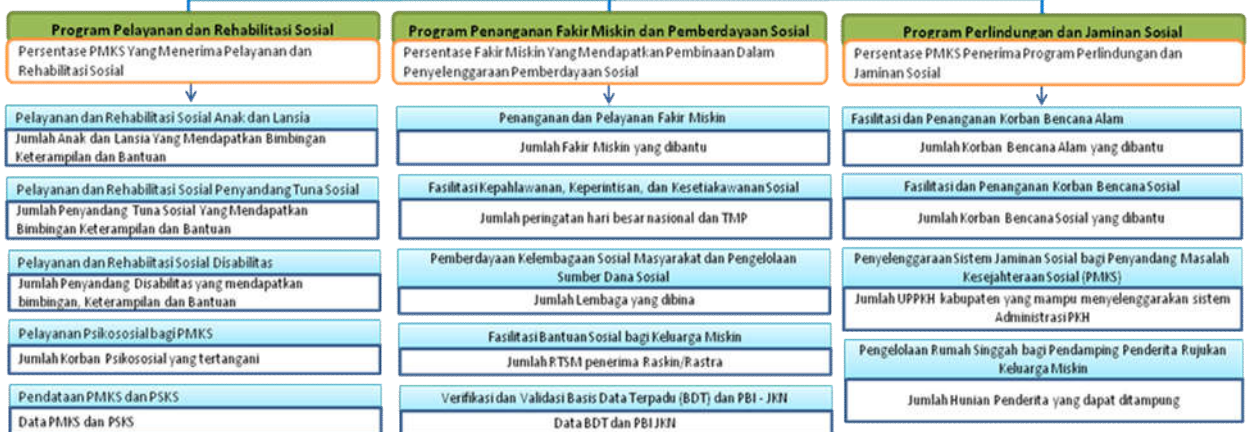 Program Pelayanan dan Rehabilitasi Sosial
Persentase PMKS Yang Menerima Pelayanan dan
Rehabilitasi Sosial
Pelayanan dan Rehabilitasi Sosial Anak dan Lansia
Jumlah Anak dan Lansia Yang Mendapatkan Bimbingan
Keterampilan dan Bantuan
Pelayanan dan Rehabilitasi Sosial Penyandang Tuna Sosial
Jumlah Penyandang Tuna Sosial Yang Mendapatkan
Bimbingan Keterampilan dan Bantuan
Pelayanan dan Rehabiitasi Sosial Disabilitas
Jumlah Penyandang Disabilitas yang mendapatkan
bimbingan, Keterampilan dan Bantuan
Pelayanan Psikososial bagi PMKS
Jumlah Korban Psikososial yang tertangani
Pendataan PMKS dan PSKS
Data PMKS dan PSKS
Program Penanganan Fakir Miskin dan Pemberdayaan Sosial
Persentase Fakir Miskin Yang Mendapatkan Pembinaan Dalam
Penyelenggaraan Pemberdayaan Sosial
Penanganan dan Pelayanan Fakir Miskin
Jumlah Fakir Miskin yang dibantu
Fasilitasi Kepahlawanan, Keperintisan, dan Kesetiakawanan Sosial
Jumlah peringatan hari besar nasional dan TMP
Pemberdayaan Kelembagaan Sosial Masyarakat dan Pengelolaan
Sumber Dana Sosial
Jumlah Lembaga yang dibina
Fasilitasi Bantuan Sosial bagi Keluarga Miskin
Jumlah RTSM penerima Raskin/Rastra
Verifikasi dan Validasi Basis Data Terpadu (BDT) dan PBI - JKN
Data BDT dan PBI JKN
Program Perlindungan dan Jaminan Sosial
Persentase PMKS Penerima Program Perlindungan dan
Jaminan Sosial
Fasilitasi dan Penanganan Korban Bencana Alam
Jumlah Korban Bencana Alam yang dibantu
Fasilitasi dan Penanganan Korban Bencana Sosial
Jumlah Korban Bencana Sosial yang dibantu
Penyelenggaraan Sistem Jaminan Sosial bagi Penyandang Masalah
Kesejahteraan Sosial (PMKS)
Jumlah UPPKH kabupaten yang mampu menyelenggarakan sistem
Administrasi PKH
Pengelolaan Rumah Singgah bagi Pendamping Penderita Rujukan
Keluarga Miskin
Jumlah Hunian Penderita yang dapat ditampung